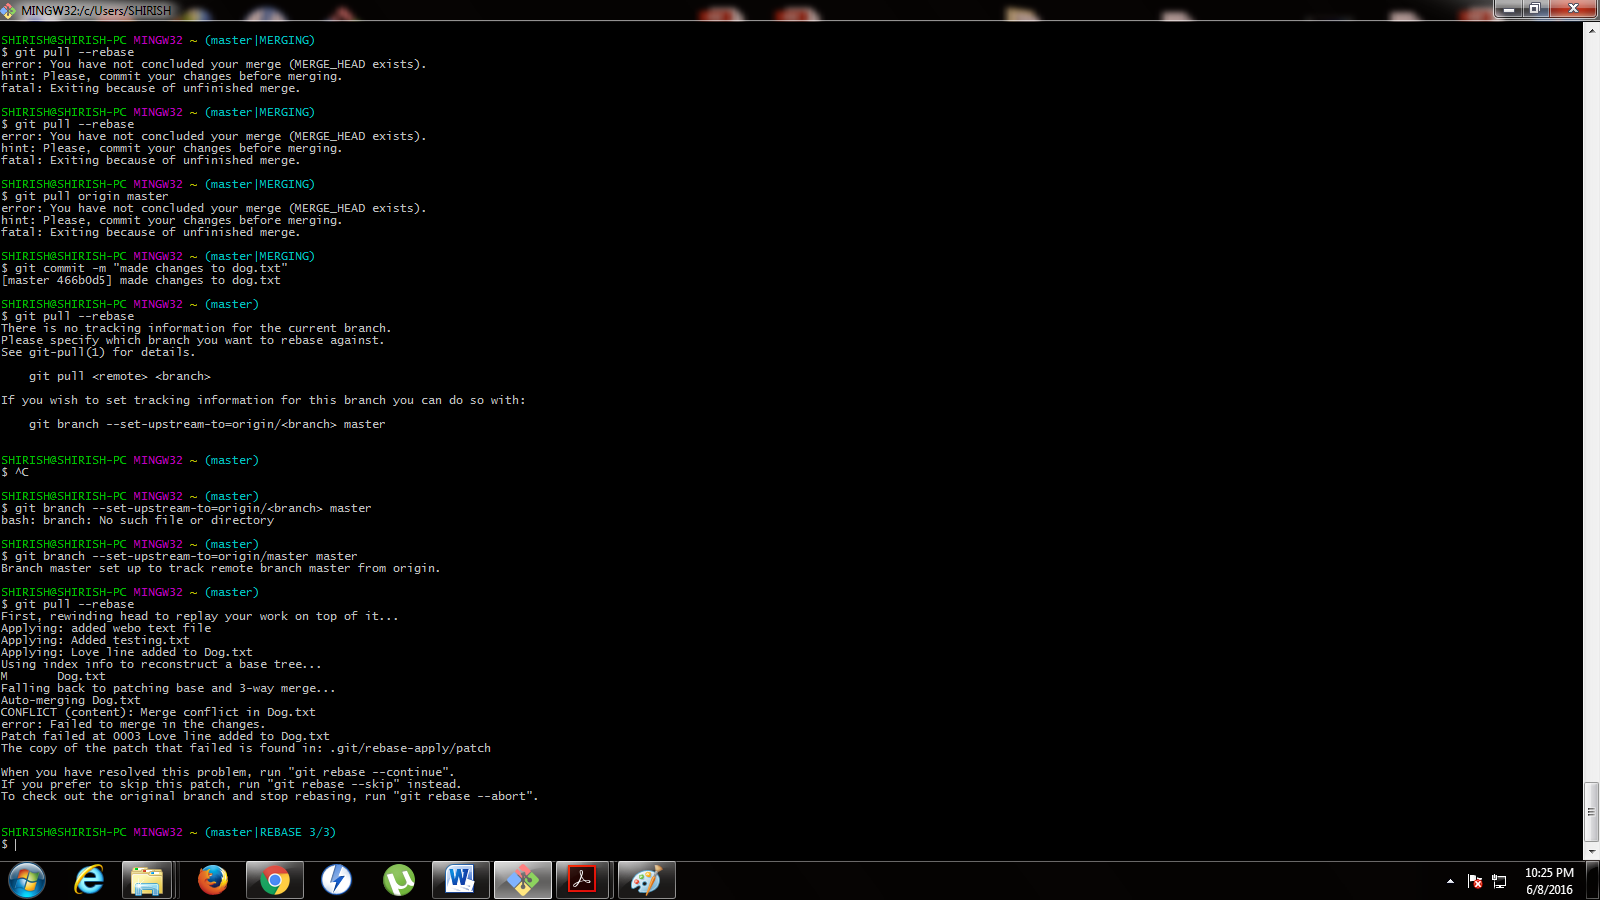 MINGW32:/c/Users/SHIRISH
SHIRISH@SHIRISH-PC MINGW32 ~ (master|MERGING)
$ git pull --rebase
error: You have not concluded your merge (MERGE_HEAD exists).
hint: Please, commit your changes before merging.
fatal: Exiting because of unfinished merge.
SHIRISH@SHIRISH-PC MINGW32 ~ (master|MERGING)
$ git pull --rebase
error: You have not concluded your merge (MERGE_HEAD exists).
hint: Please, commit your changes before merging.
fatal: Exiting because of unfinished merge.
SHIRISH@SHIRISH-PC MINGW32 ~ (master|MERGING)
$ git pull origin master
error: You have not concluded your merge (MERGE_HEAD exists).
hint: Please, commit your changes before merging.
fatal: Exiting because of unfinished merge.
SHIRISH@SHIRISH-PC MINGW32 ~ (master|MERGING)
$ git commit -m "made changes to dog.txt"
[master 466b0d5] made changes to dog.txt
SHIRISH@SHIRISH-PC MINGW32 ~ (master)
$ git pull --rebase
There is no tracking information for the current branch.
Please specify which branch you want to rebase against.
See git-pull(1) for details.
git pull <remote> <branch>
If you wish to set tracking information for this branch you can do so with:
git branch --set-upstream-to=origin/<branch> master
SHIRISH@SHIRISH-PC MINGW32 ~ (master)
$ ^C
SHIRISH@SHIRISH-PC MINGW32 ~ (master)
$ git branch --set-upstream-to=origin/<branch> master
bash: branch: No such file or directory
SHIRISH@SHIRISH-PC MINGW32 ~ (master)
$ git branch --set-upstream-to=origin/master master
Branch master set up to track remote branch master from origin.
SHIRISH@SHIRISH-PC MINGW32 ~ (master)
$ git pull --rebase
First, rewinding head to replay your work on top of it...
Applying: added webo text file
Applying: Added testing.txt
Applying: Love line added to Dog.txt
Using index info to reconstruct a base tree...
M       Dog.txt
Falling back to patching base and 3-way merge...
Auto-merging Dog.txt
CONFLICT (content): Merge conflict in Dog.txt
error: Failed to merge in the changes.
Patch failed at 0003 Love line added to Dog.txt
The copy of the patch that failed is found in: .git/rebase-apply/patch
When you have resolved this problem, run "git rebase --continue".
If you prefer to skip this patch, run "git rebase --skip" instead.
To check out the original branch and stop rebasing, run "git rebase --abort".
SHIRISH@SHIRISH-PC MINGW32 ~ (master|REBASE 3/3)
$
10:25 PM
6/8/2016